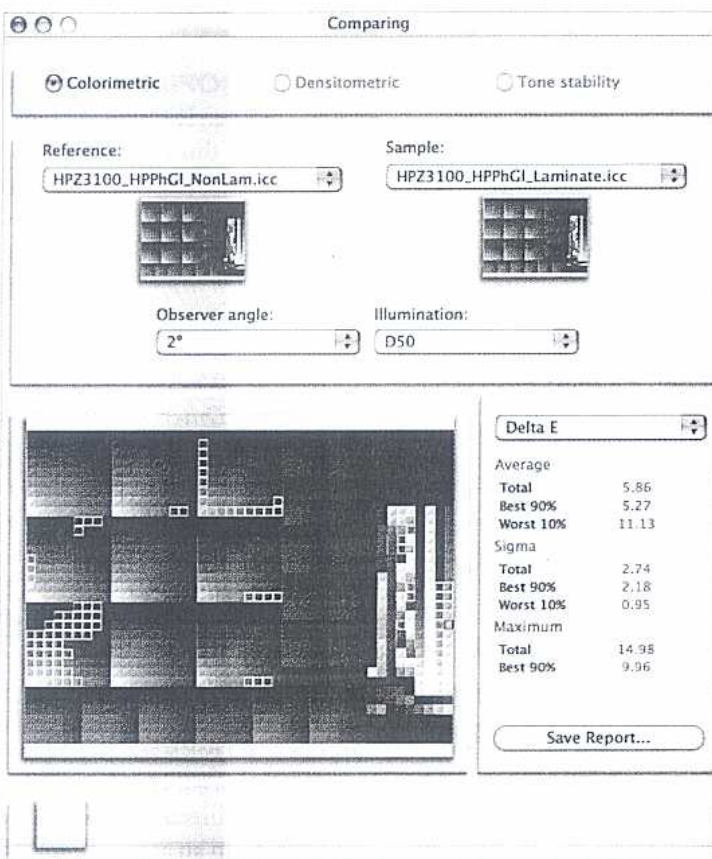 Comparing
Colorimetric
Densitometric
Tone stability
Reference:
Sample:
HPZ3100_HPPhGl_NonLam.icc
HPZ3100_HPPhGl_Laminate.icc
Observer angle:
Illumination:
2°
D50
Delta E
Average
Total 5.86
Best 90% 5.27
Worst 10% 11.13
Sigma
Total 2.74
Best 90% 2.18
Worst 10% 0.95
Maximum
Total 14.98
Best 90% 9.96
Save Report...